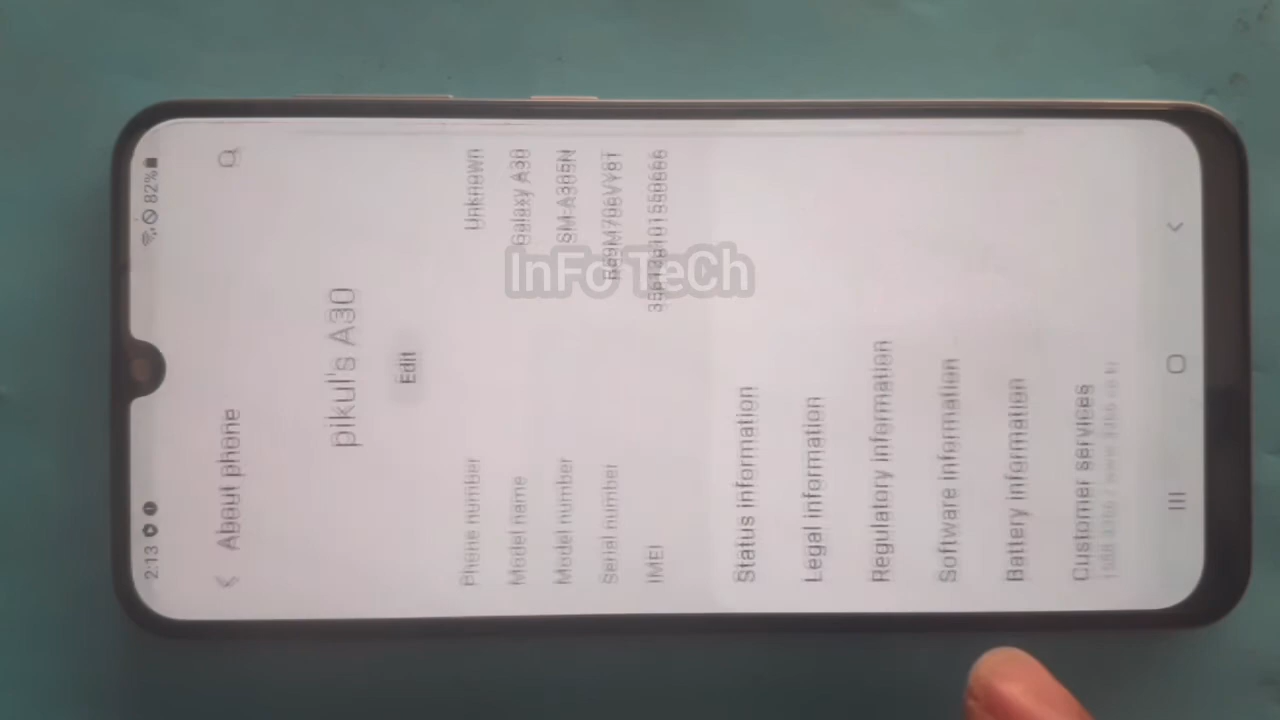 2:13
82%
About phone
pikul's A30
Edit
Phone number Unknown
Model name Galaxy A30
Model number SM-A305N
Serial number
IMEI
Status information
Legal information
Regulatory information
Software information
Battery information
Customer services
InFo TeCh